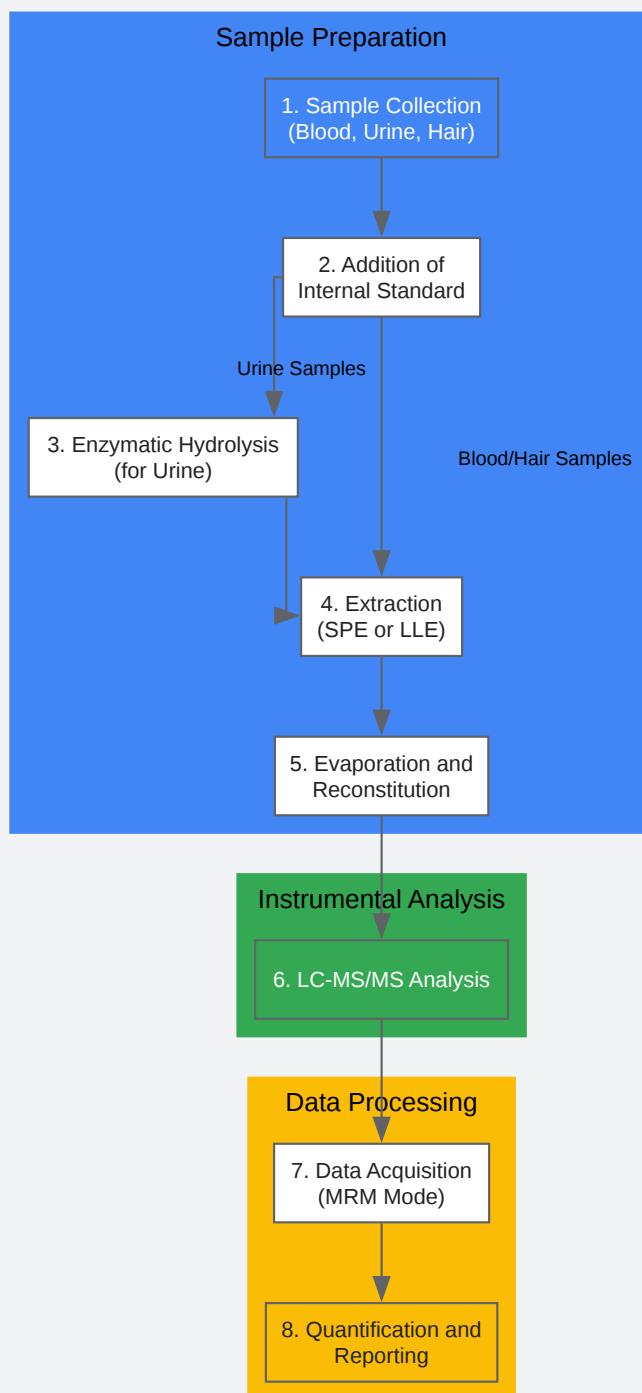 Sample Preparation
1. Sample Collection
(Blood, Urine, Hair)
2. Addition of
Internal Standard
Urine Samples
3. Enzymatic Hydrolysis
(for Urine)
Blood/Hair Samples
4. Extraction
(SPE or LLE)
5. Evaporation and
Reconstitution
Instrumental Analysis
6. LC-MS/MS Analysis
Data Processing
7. Data Acquisition
(MRM Mode)
8. Quantification and
Reporting